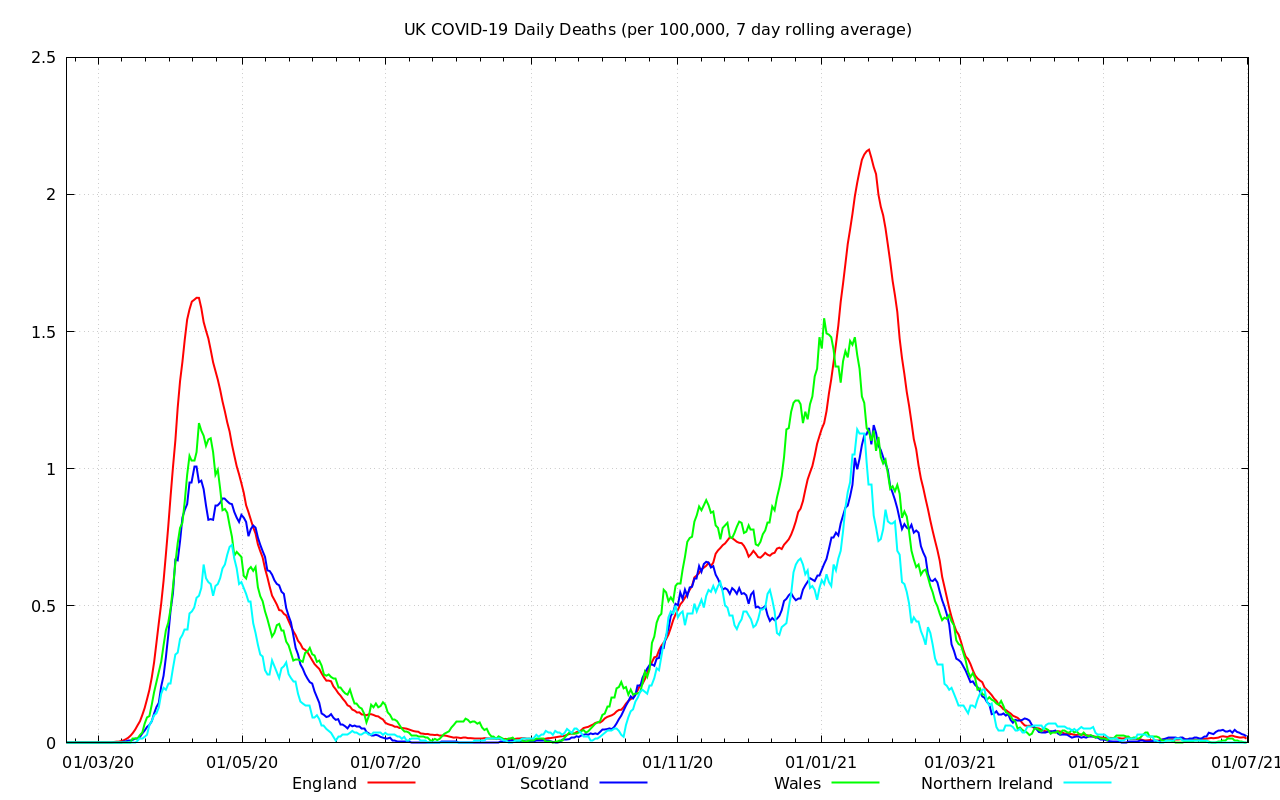 UK COVID-19 Daily Deaths (per 100,000, 7 day rolling average)
2.5
2
1.5
1
0.5
0
01/03/20 01/05/20 01/07/20 01/09/20 01/11/20 01/01/21 01/03/21 01/05/21 01/07/21
England Scotland Wales Northern Ireland